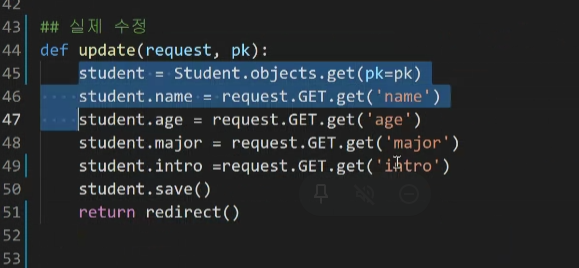 42
43 ## 실제 수정
44 def update(request, pk):
45 student = Student.objects.get(pk=pk)
46 student.name = request.GET.get('name')
47 student.age = request.GET.get('age')
48 student.major = request.GET.get('major')
49 student.intro =request.GET.get('intro')
50 student.save()
51 return redirect()
52
53